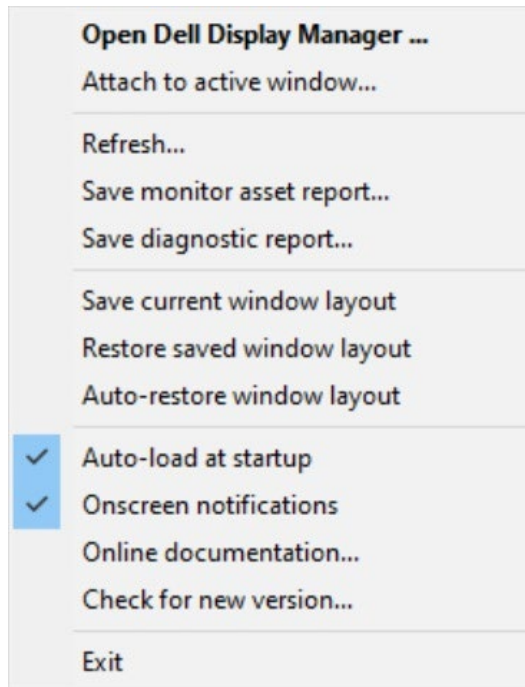 Open Dell Display Manager ...
Attach to active window...
Refresh...
Save monitor asset report...
Save diagnostic report...
Save current window layout
Restore saved window layout
Auto-restore window layout
Auto-load at startup
Onscreen notifications
Online documentation...
Check for new version...
Exit